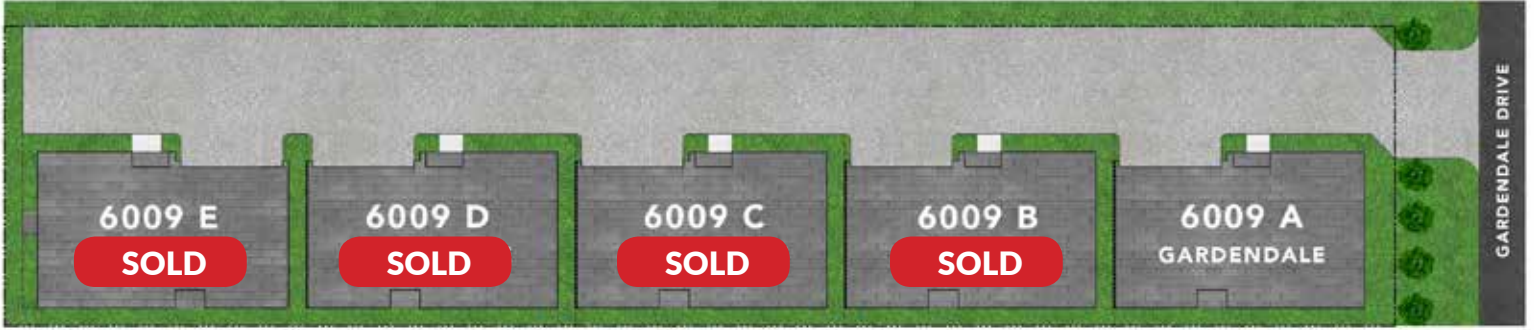 6009 E
SOLD
6009 D
SOLD
6009 C
SOLD
6009 B
SOLD
6009 A
GARDENDALE
GARDENDALE DRIVE